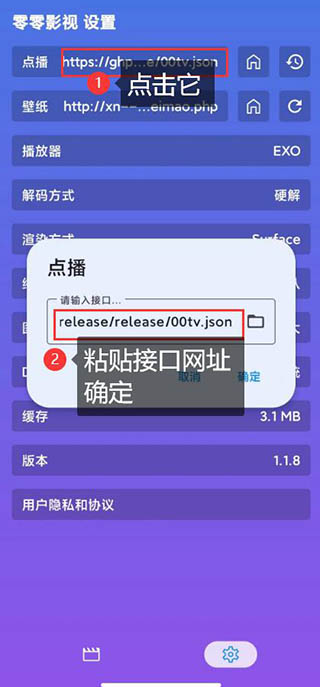 零零影视 设置
点播 https://ghp...e/00tv.json
1 点击它
壁纸 http://xn--...eimao.php
播放器 EXO
解码方式 硬解
渲染方式 Surface
点播
请输入接口...
release/release/00tv.json
2 粘贴接口网址
确定
取消 确定
缓存 3.1 MB
版本 1.1.8
用户隐私和协议